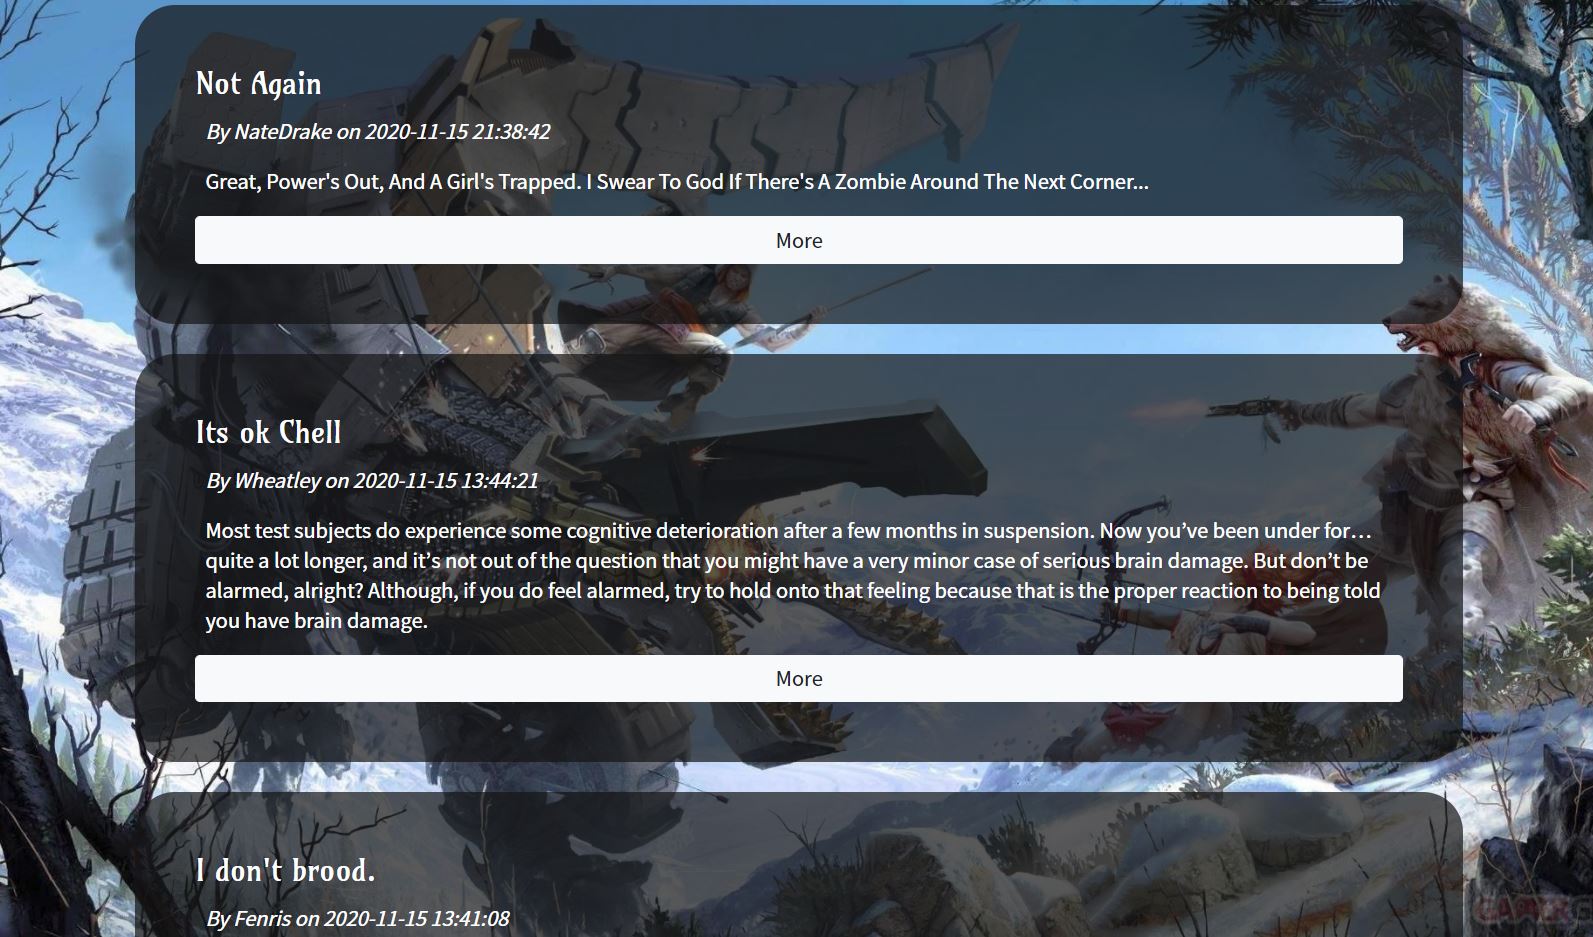 Not Again
By NateDrake on 2020-11-15 21:38:42
Great, Power's Out, And A Girl's Trapped. I Swear To God If There's A Zombie Around The Next Corner...
More
Its ok Chell
By Wheatley on 2020-11-15 13:44:21
Most test subjects do experience some cognitive deterioration after a few months in suspension. Now you’ve been under for…
quite a lot longer, and it’s not out of the question that you might have a very minor case of serious brain damage. But don’t be
alarmed, alright? Although, if you do feel alarmed, try to hold onto that feeling because that is the proper reaction to being told
you have brain damage.
More
I don't brood.
By Fenris on 2020-11-15 13:41:08